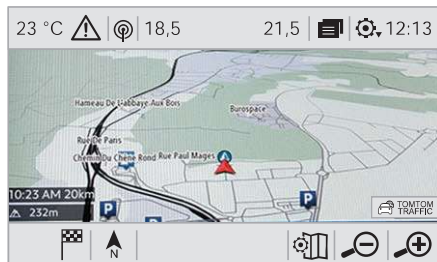 23 °C 18,5 21,5 12:13
Hameau De L'abbaye Aux Bois
Burospace
Rue De Paris
Chemin Du Chene Rond Rue Paul Mages
P
P
P
10:23 AM 20km
232m
TOMTOM
TRAFFIC
N